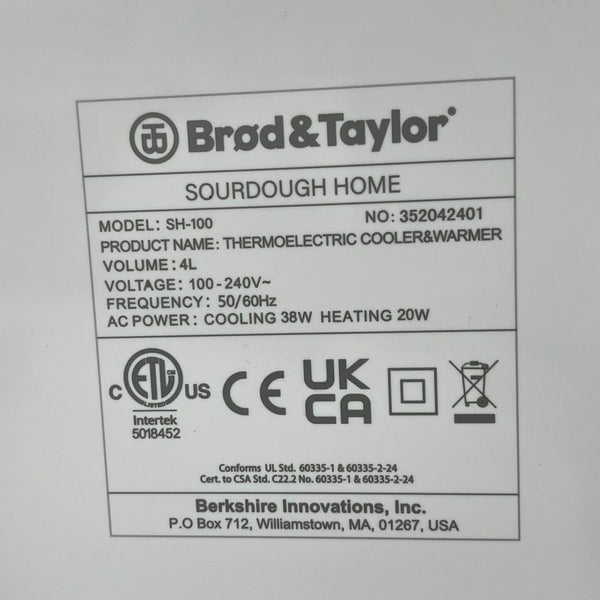 Brød&Taylor®
SOURDOUGH HOME
MODEL: SH-100 NO: 352042401
PRODUCT NAME: THERMOELECTRIC COOLER&WARMER
VOLUME: 4L
VOLTAGE: 100-240V~
FREQUENCY: 50/60Hz
AC POWER: COOLING 38W HEATING 20W
C ETL CM US
LISTED
Intertek
5018452
CE
UK
CA
Conforms UL Std. 60335-1 & 60335-2-24
Cert. to CSA Std. C22.2 No. 60335-1 & 60335-2-24
Berkshire Innovations, Inc.
P.O Box 712, Williamstown, MA, 01267, USA